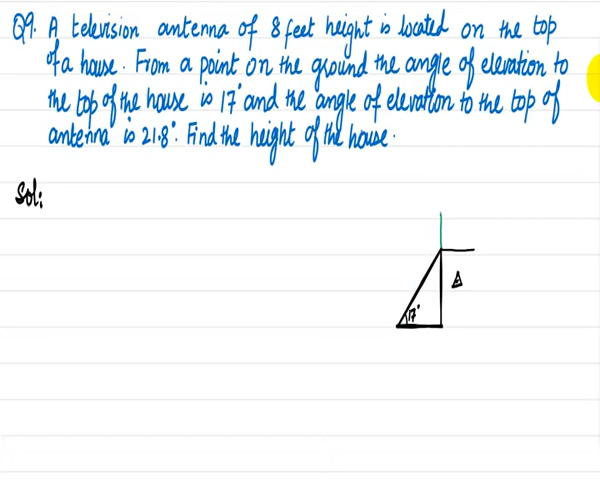 Q9. A television antenna of 8 feet height is located on the top
of a house. From a point on the ground the angle of elevation to
the top of the house is 17° and the angle of elevation to the top of
antenna is 21.8°. Find the height of the house.
Sol:
17°